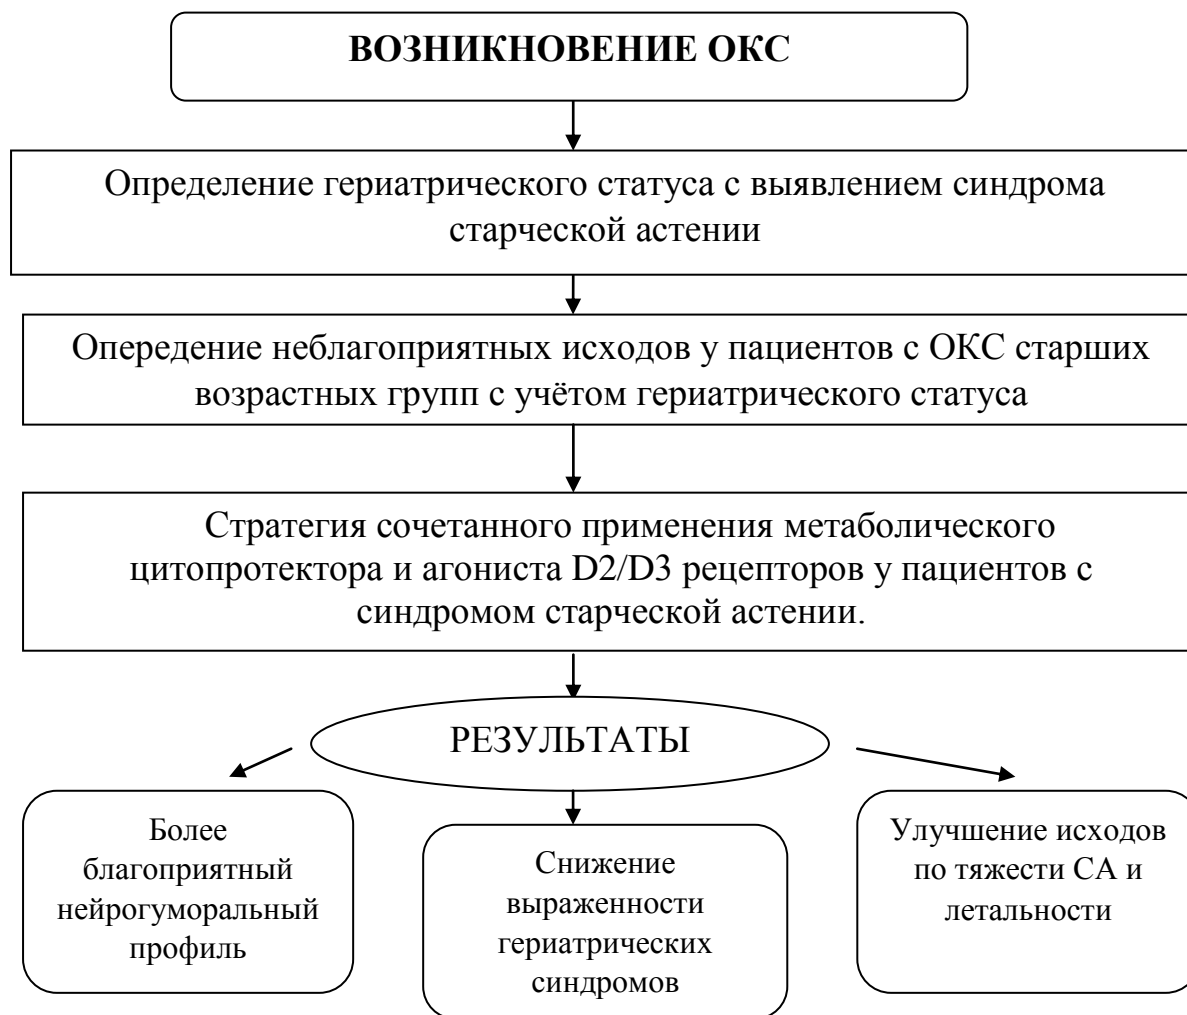 ВОЗНИКНОВЕНИЕ ОКС
Определение гериатрического статуса с выявлением синдрома
старческой астении
Опередение неблагоприятных исходов у пациентов с ОКС старших
возрастных групп с учётом гериатрического статуса
Стратегия сочетанного применения метаболического
цитопротектора и агониста D2/D3 рецепторов у пациентов с
синдромом старческой астении.
РЕЗУЛЬТАТЫ
Более
благоприятный
нейрогуморальный
профиль
Снижение
выраженности
гериатрических
синдромов
Улучшение исходов
по тяжести СА и
летальности